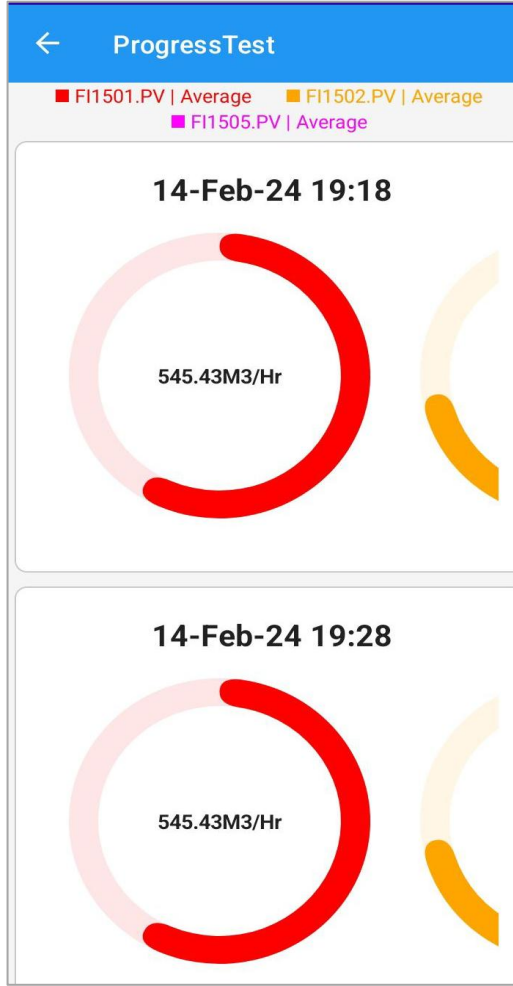 ProgressTest
FI1501.PV | Average
FI1502.PV | Average
FI1505.PV | Average
14-Feb-24 19:18
545.43M3/Hr
14-Feb-24 19:28
545.43M3/Hr